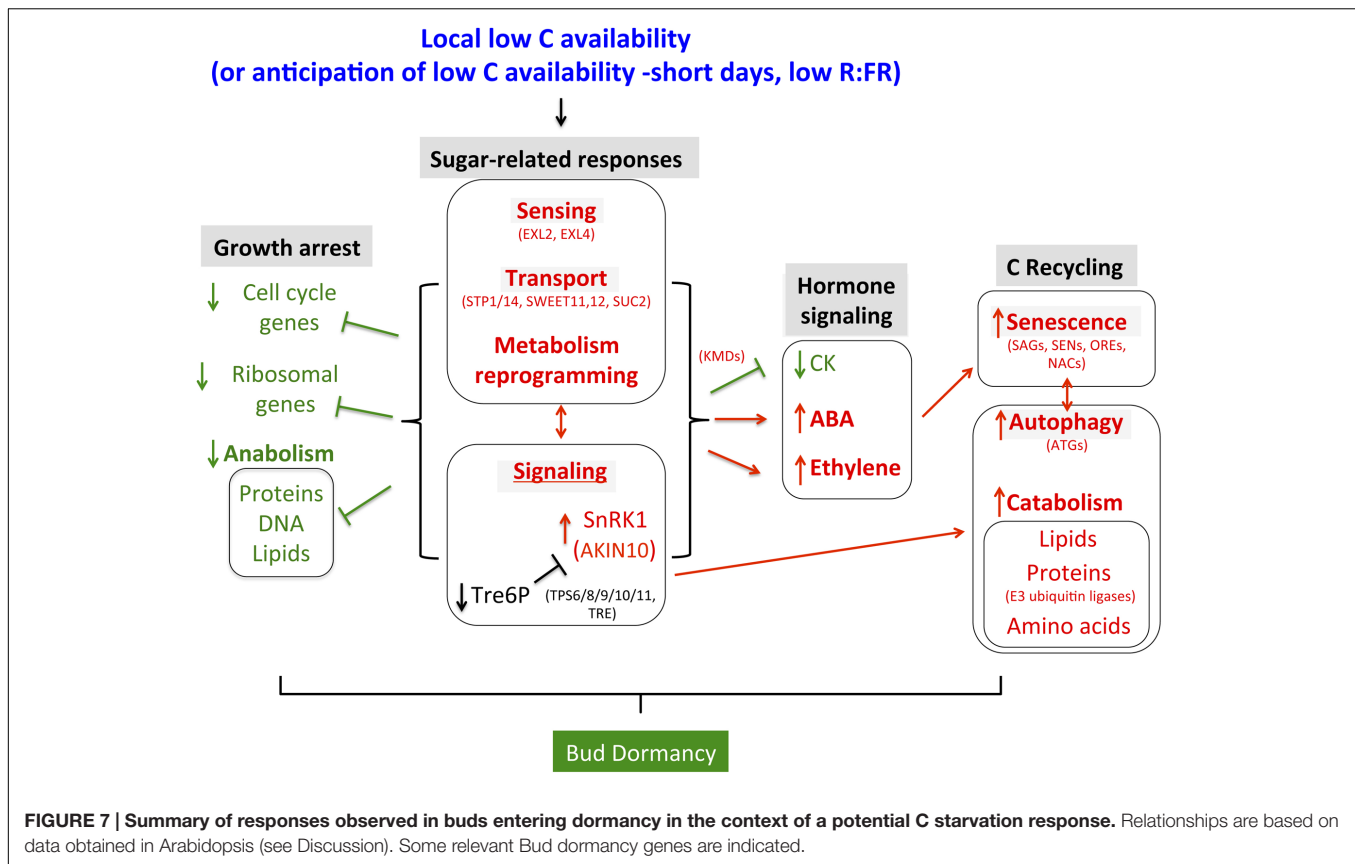 Local low C availability
(or anticipation of low C availability -short days, low R:FR)
Sugar-related responses
Sensing
(EXL2, EXL4)
Transport
(STP1/14, SWEET11,12, SUC2)
Metabolism
reprogramming
Signaling
SnRK1
(AKIN10)
Tre6P
(TPS6/8/9/10/11,
TRE)
Growth arrest
Cell cycle
genes
Ribosomal
genes
Anabolism
Proteins
DNA
Lipids
Hormone
signaling
(KMDs)
CK
ABA
Ethylene
C Recycling
Senescence
(SAGs, SENs, OREs,
NACs)
Autophagy
(ATGs)
Catabolism
Lipids
Proteins
(E3 ubiquitin ligases)
Amino acids
Bud Dormancy
FIGURE 7 | Summary of responses observed in buds entering dormancy in the context of a potential C starvation response. Relationships are based on
data obtained in Arabidopsis (see Discussion). Some relevant Bud dormancy genes are indicated.